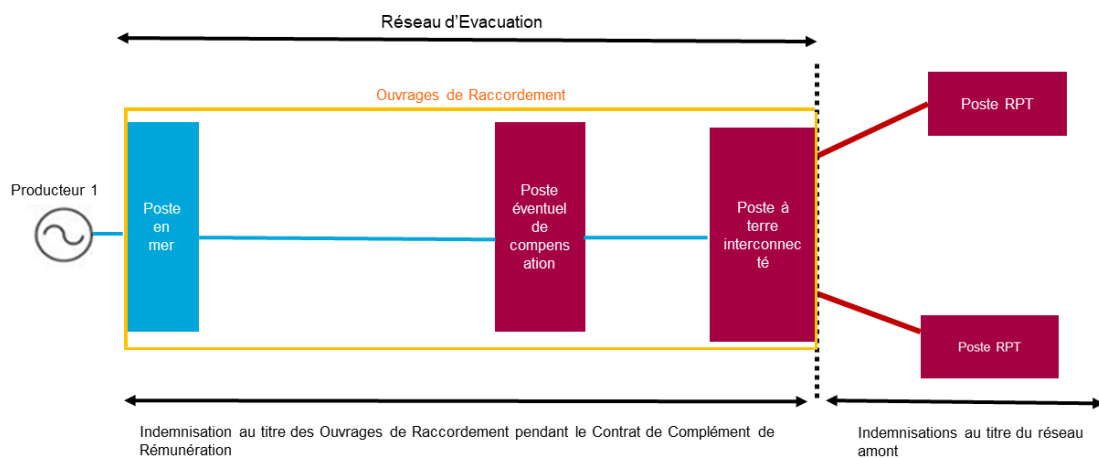 Réseau d'Evacuation
Ouvrages de Raccordement
Poste RPT
Producteur 1
Poste
en
mer
Poste
éventuel
de
compens
ation
Poste à
terre
interconnec
té
Poste RPT
Indemnisation au titre des Ouvrages de Raccordement pendant le Contrat de Complément de
Rémunération
Indemnisations au titre du réseau
amont